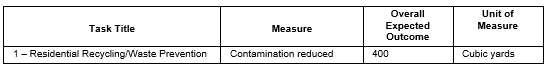 Task Title
Measure
Overall
Expected
Outcome
Unit of
Measure
1 – Residential Recycling/Waste Prevention
Contamination reduced
400
Cubic yards